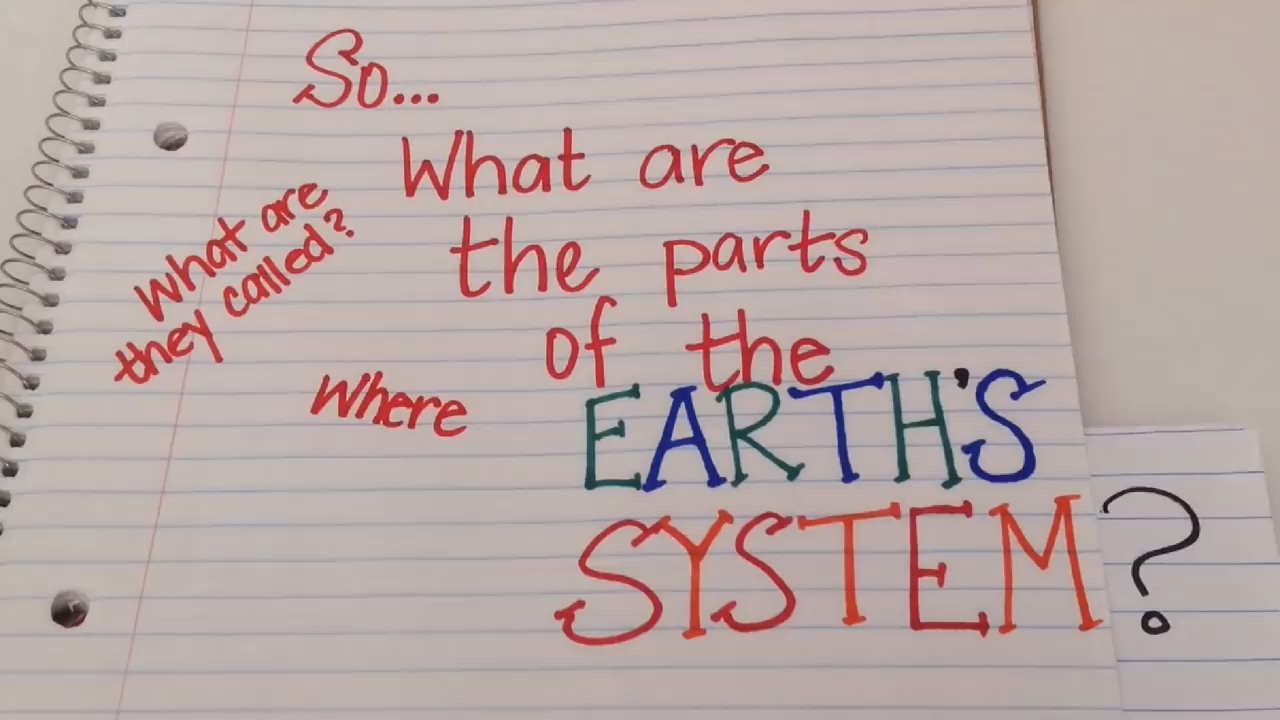 So...
What are
the parts
of the
EARTH'S
SYSTEM?
What are
they called?
Where